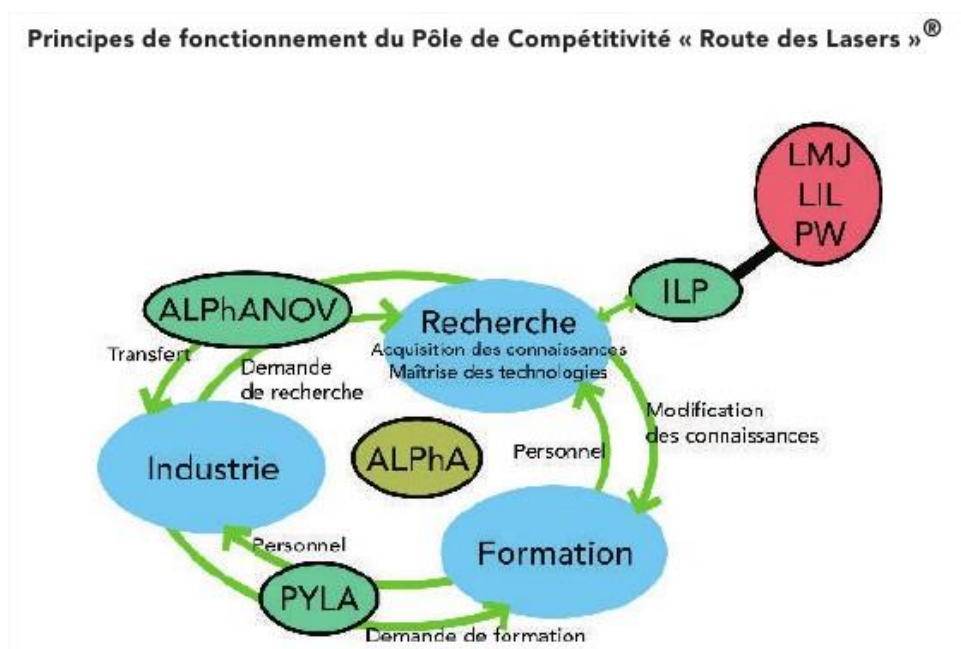 Principes de fonctionnement du Pôle de Compétitivité « Route des Lasers »®
LMJ
LIL
PW
ILP
ALPhANOV
Recherche
Acquisition des connaissances
Maîtrise des technologies
Transfert
Demande
de recherche
Modification
des connaissances
Industrie
ALPhA
Personnel
Formation
Personnel
PYLA
Demande de formation